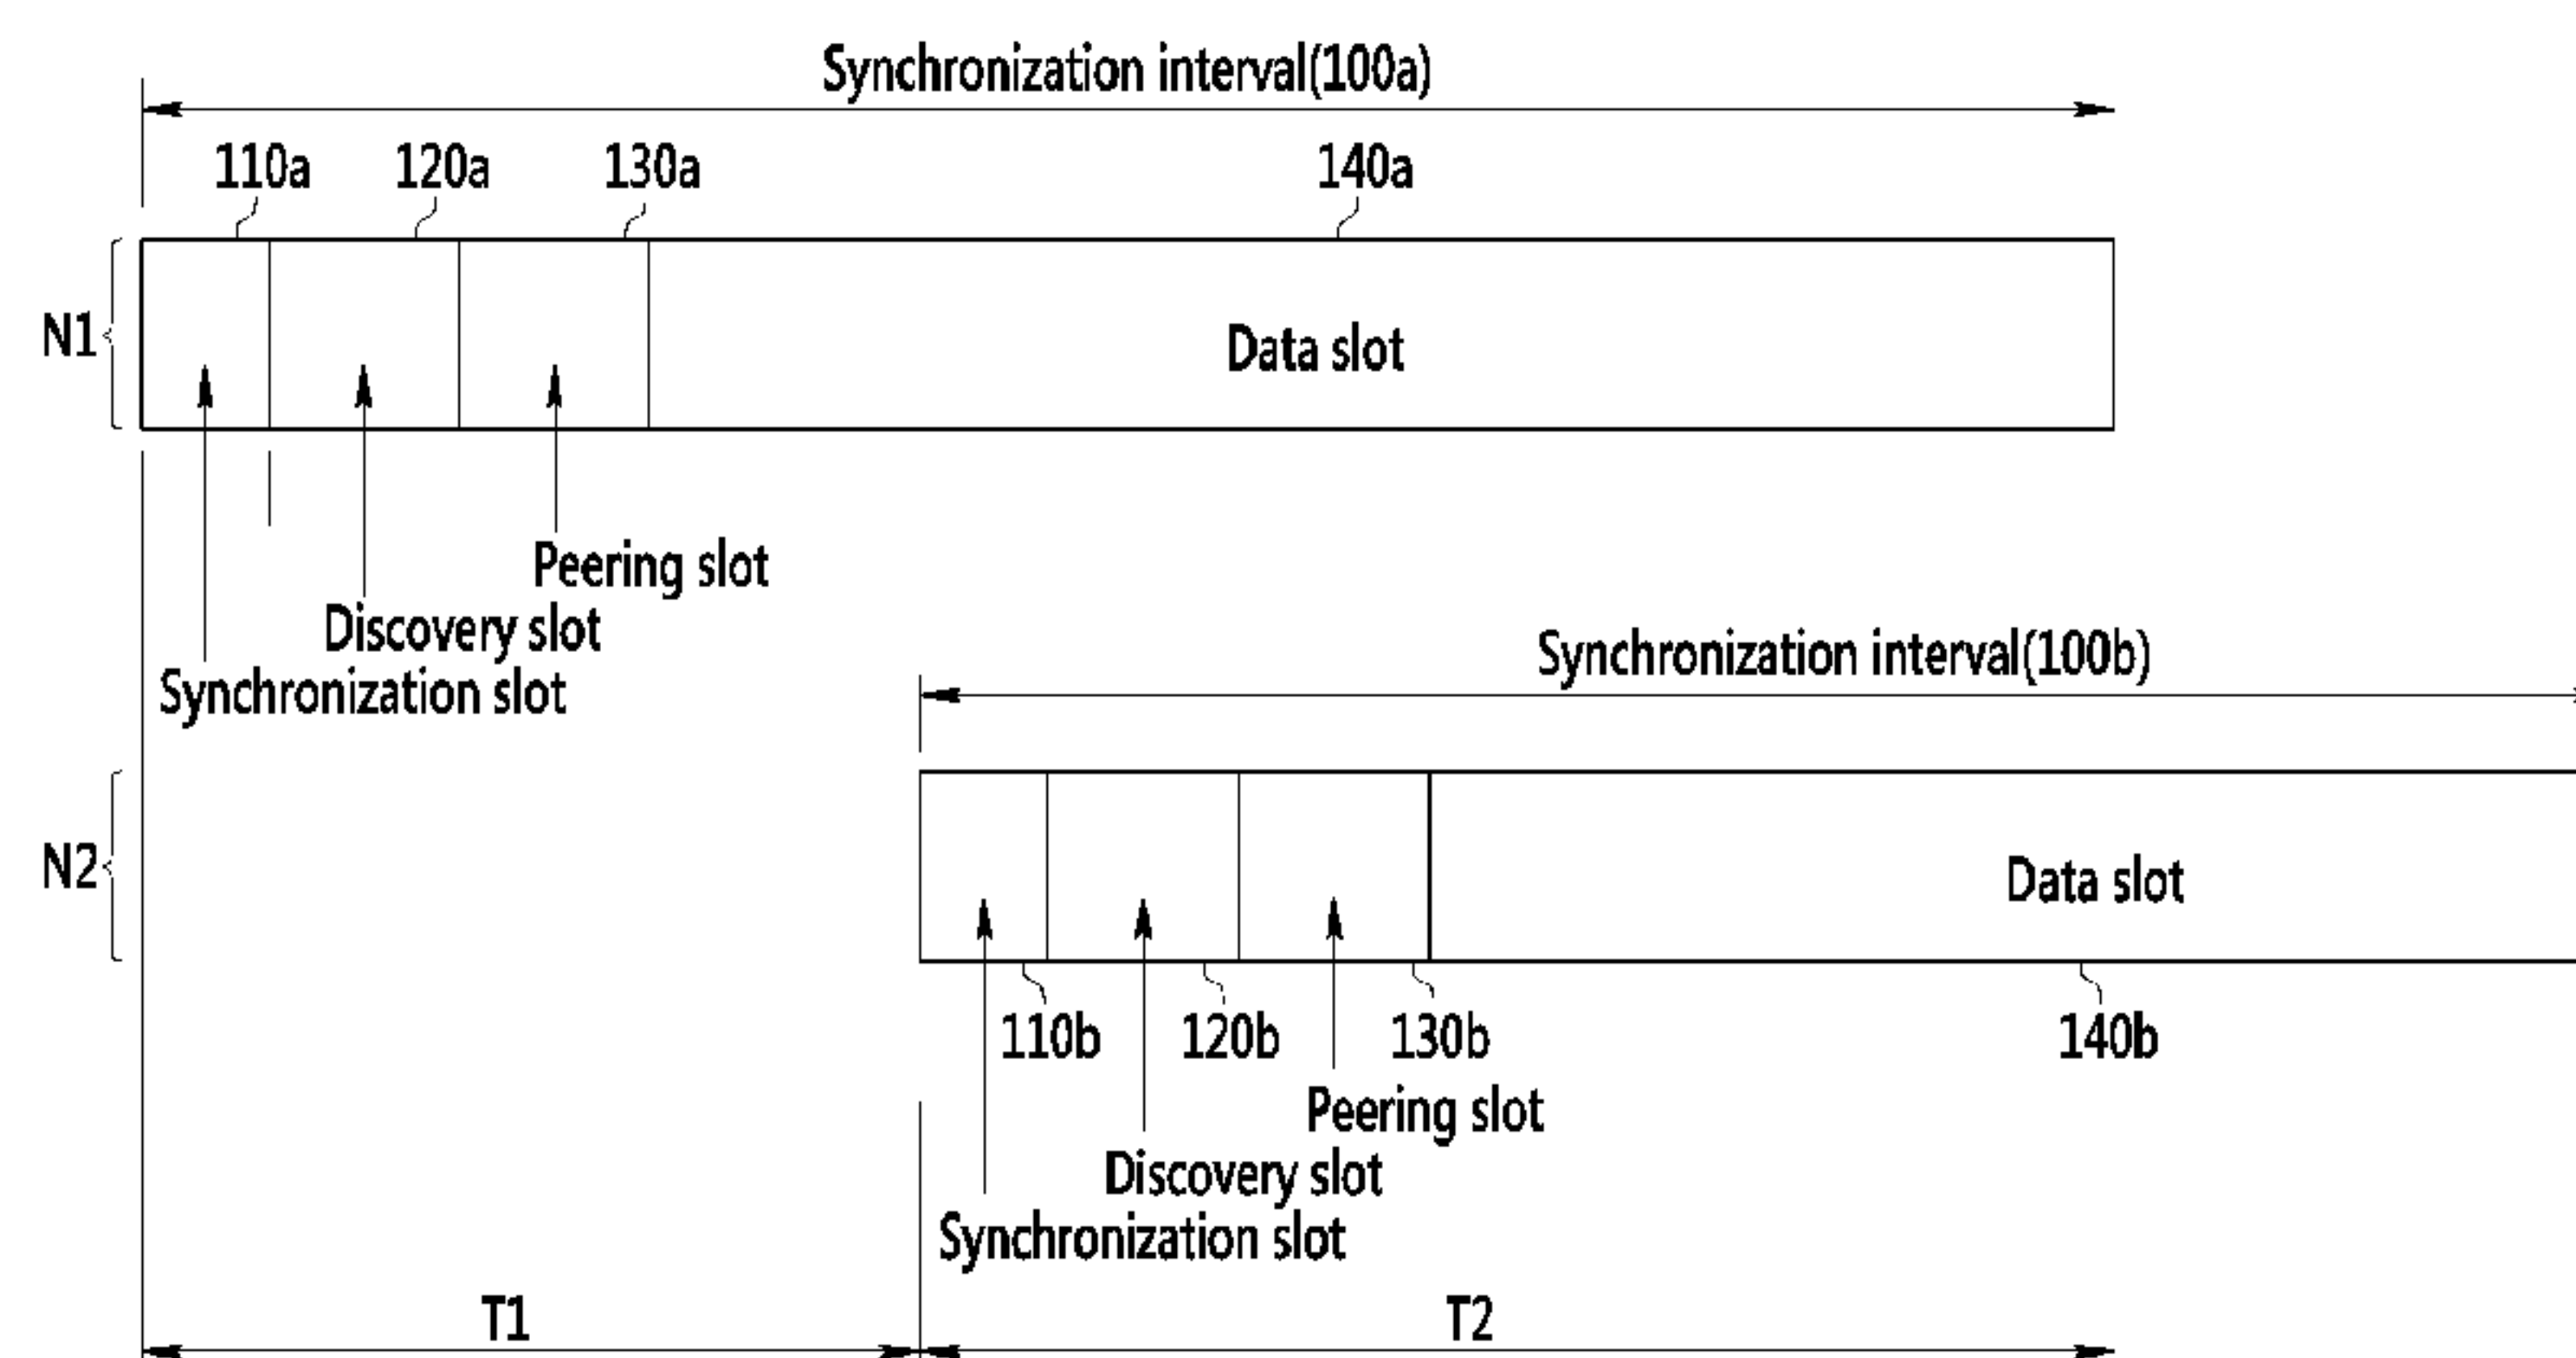 Synchronization interval(100a)
110a 120a 130a 140a
N1
Data slot
Peering slot
Discovery slot
Synchronization slot
Synchronization interval(100b)
N2
Data slot
110b 120b 130b 140b
Peering slot
Discovery slot
Synchronization slot
T1 T2